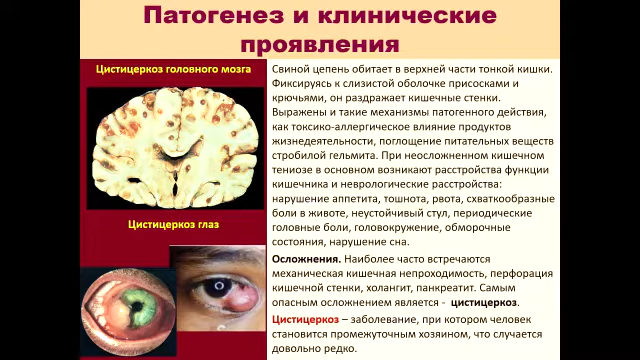 Патогенез и клинические
проявления
Цистицеркоз головного мозга
Цистицеркоз глаз
Свиной цепень обитает в верхней части тонкой кишки.
Фиксируясь к слизистой оболочке присосками и
крючьями, он раздражает кишечные стенки.
Выражены и такие механизмы патогенного действия,
как токсико-аллергическое влияние продуктов
жизнедеятельности, поглощение питательных веществ
стробилой гельмита. При неосложненном кишечном
тениозе в основном возникают расстройства функции
кишечника и неврологические расстройства:
нарушение аппетита, тошнота, рвота, схваткообразные
боли в животе, неустойчивый стул, периодические
головные боли, головокружение, обморочные
состояния, нарушение сна.
Осложнения. Наиболее часто встречаются
механическая кишечная непроходимость, перфорация
кишечной стенки, холангит, панкреатит. Самым
опасным осложнением является - цистицеркоз.
Цистицеркоз – заболевание, при котором человек
становится промежуточным хозяином, что случается
довольно редко.